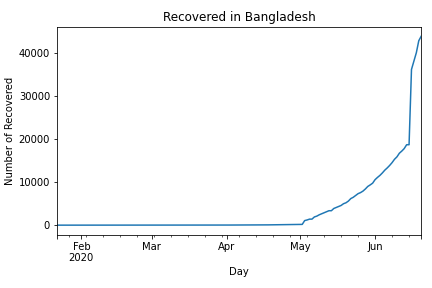 Recovered in Bangladesh
Number of Recovered
40000
30000
20000
10000
0
Feb
2020
Mar
Apr
May
Jun
Day